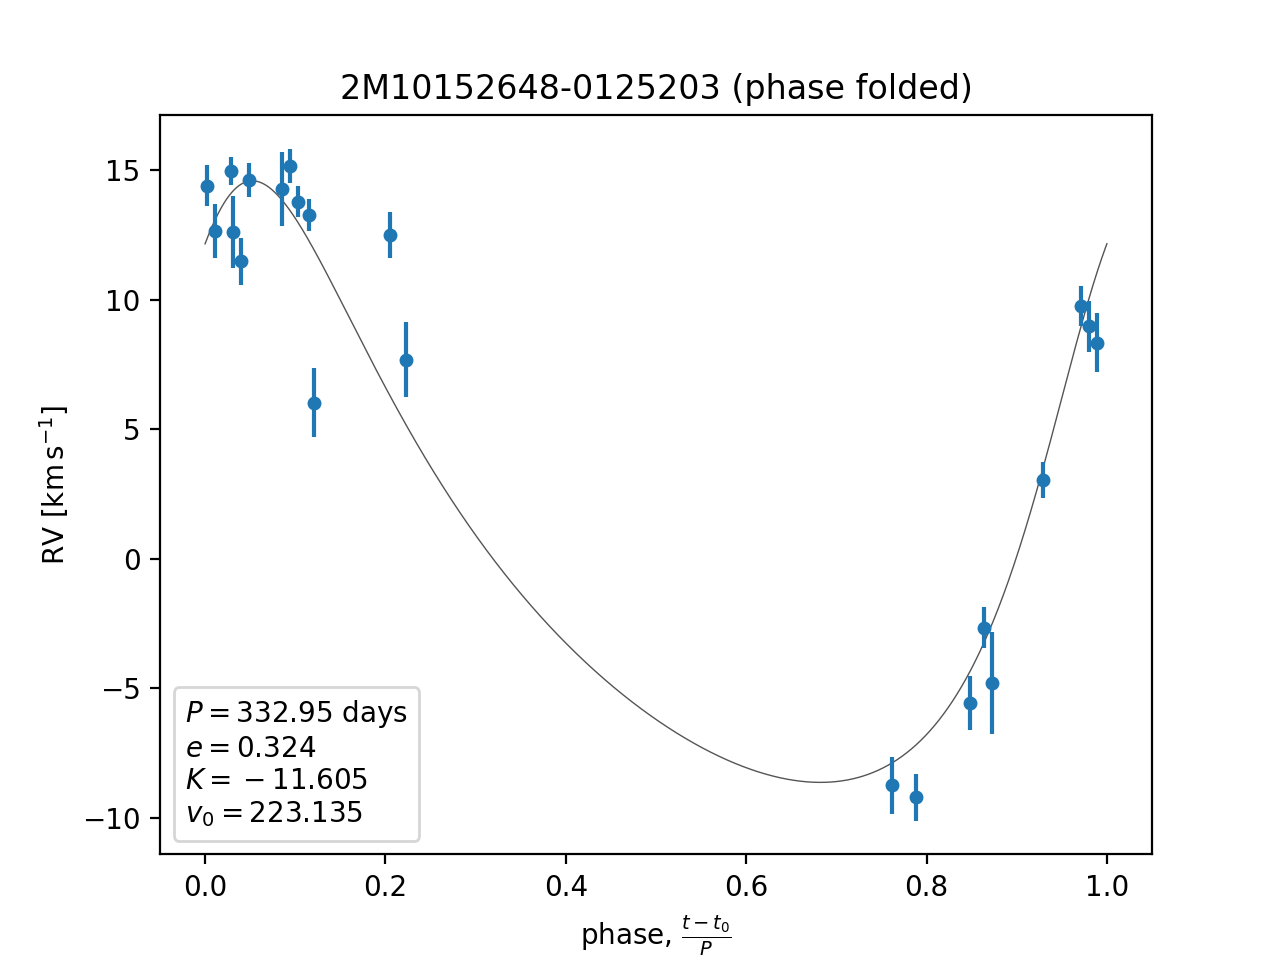 2M10152648-0125203 (phase folded)
15
10
5
0
−5
−10
RV [km s⁻¹]
P = 332.95 days
e = 0.324
K = −11.605
v₀ = 223.135
0.0 0.2 0.4 0.6 0.8 1.0
phase, (t − t₀)/P